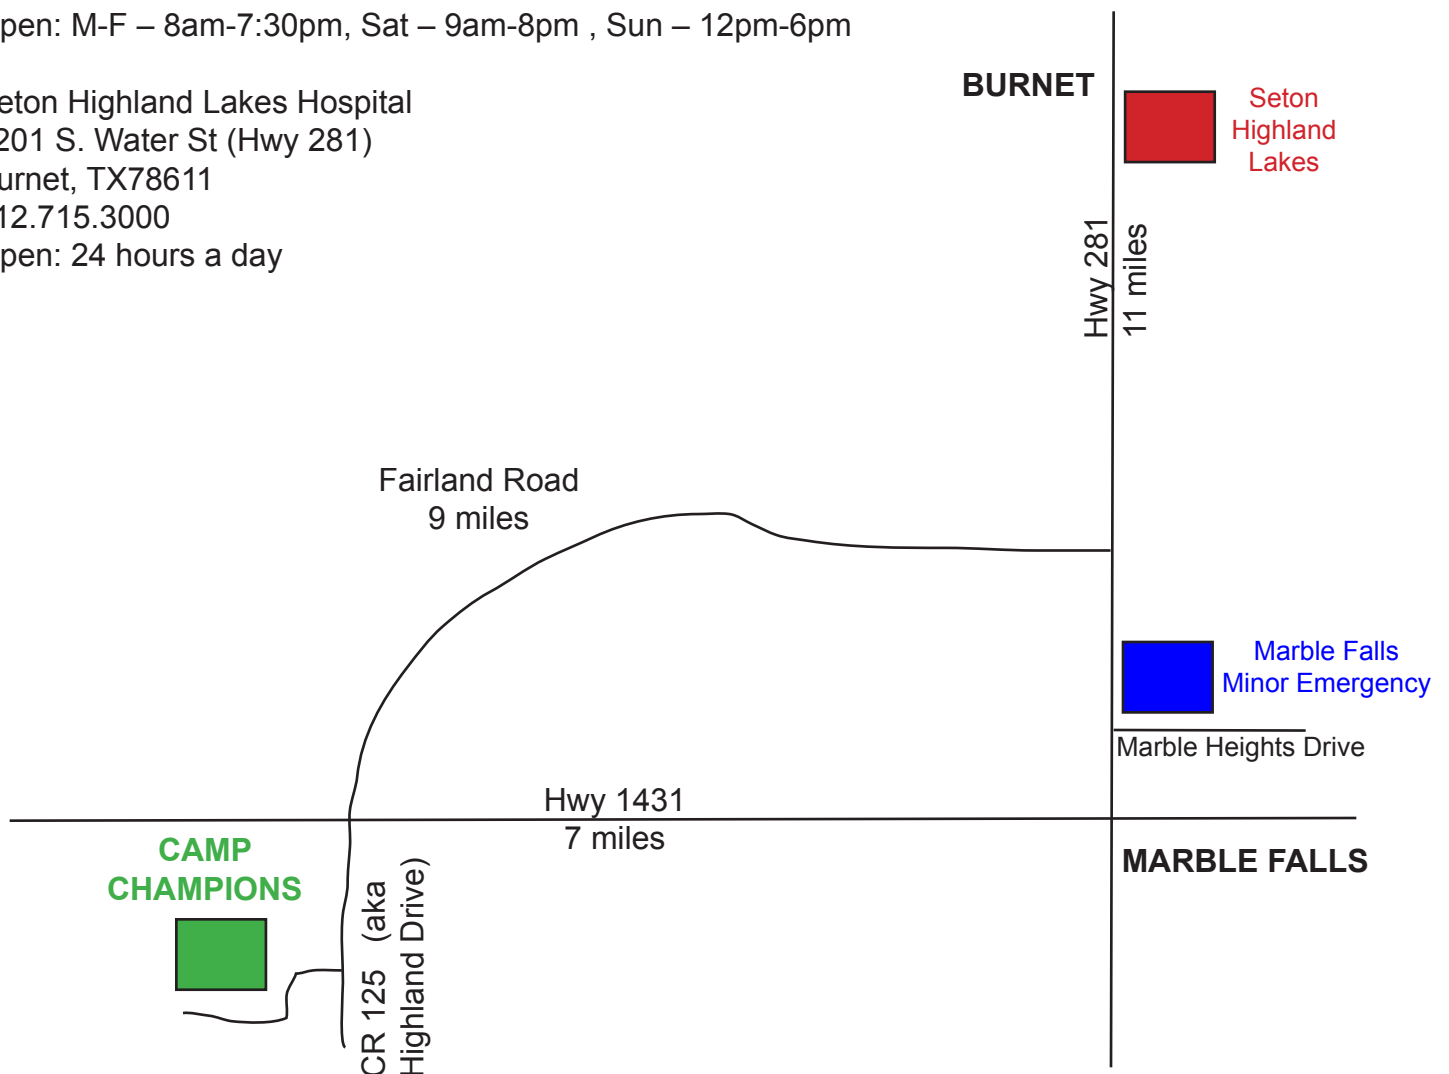 pen: M-F – 8am-7:30pm, Sat – 9am-8pm , Sun – 12pm-6pm
eton Highland Lakes Hospital
201 S. Water St (Hwy 281)
urnet, TX78611
12.715.3000
pen: 24 hours a day
BURNET
Seton
Highland
Lakes
Hwy 281
11 miles
Fairland Road
9 miles
Marble Falls
Minor Emergency
Marble Heights Drive
Hwy 1431
7 miles
MARBLE FALLS
CAMP
CHAMPIONS
CR 125 (aka
Highland Drive)